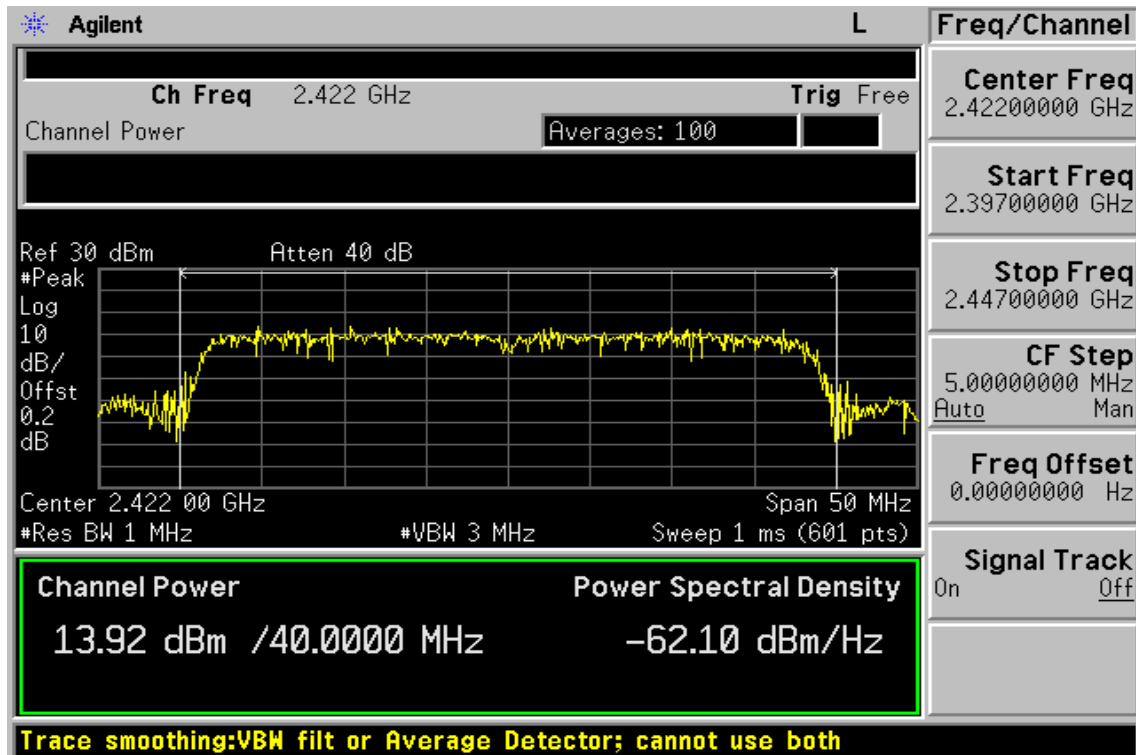 Agilent L Freq/Channel
Ch Freq 2.422 GHz Trig Free
Channel Power Averages: 100
Ref 30 dBm Atten 40 dB
#Peak
Log
10
dB/
Offst
0.2
dB
Center 2.422 00 GHz Span 50 MHz
#Res BW 1 MHz #VBW 3 MHz Sweep 1 ms (601 pts)
Channel Power Power Spectral Density
13.92 dBm /40.0000 MHz -62.10 dBm/Hz
Trace smoothing:VBW filt or Average Detector; cannot use both
Center Freq
2.42200000 GHz
Start Freq
2.39700000 GHz
Stop Freq
2.44700000 GHz
CF Step
5.00000000 MHz
Auto Man
Freq Offset
0.00000000 Hz
Signal Track
On Off